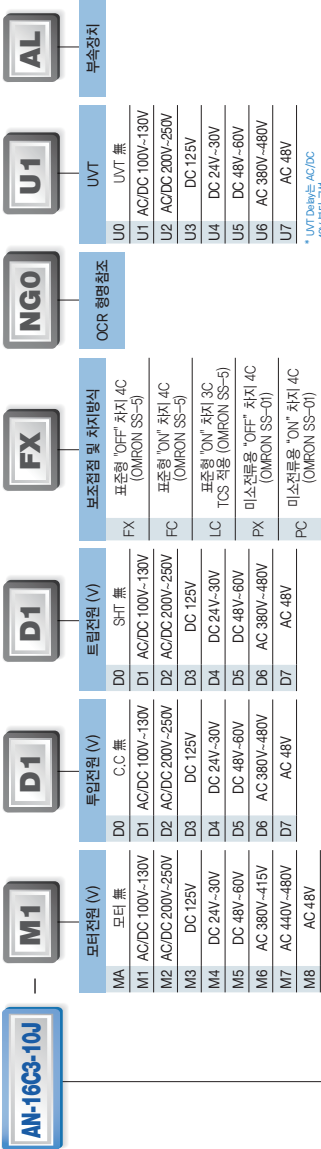 AN-16C3-10J
—
M1
D1
D1
FX
NG0
U1
AL
모터전원 (V)
MA 모터 無
M1 AC/DC 100V~130V
M2 AC/DC 200V~250V
M3 DC 125V
M4 DC 24V~30V
M5 DC 48V~60V
M6 AC 380V~415V
M7 AC 440V~480V
M8 AC 48V
투입전원 (V)
D0 C.C 無
D1 AC/DC 100V~130V
D2 AC/DC 200V~250V
D3 DC 125V
D4 DC 24V~30V
D5 DC 48V~60V
D6 AC 380V~480V
D7 AC 48V
트립전원 (V)
D0 SHT 無
D1 AC/DC 100V~130V
D2 AC/DC 200V~250V
D3 DC 125V
D4 DC 24V~30V
D5 DC 48V~60V
D6 AC 380V~480V
D7 AC 48V
보조접점 및 차지방식
FX 표준형 "OFF" 차지 4C
(OMRON SS-5)
FC 표준형 "ON" 차지 4C
(OMRON SS-5)
LC 표준형 "ON" 차지 3C
TCS 적용 (OMRON SS-5)
PX 미소전류용 "OFF" 차지 4C
(OMRON SS-01)
PC 미소전류용 "ON" 차지 4C
(OMRON SS-01)
OCR 형명참조
UVT
U0 UVT 無
U1 AC/DC 100V~130V
U2 AC/DC 200V~250V
U3 DC 125V
U4 DC 24V~30V
U5 DC 48V~60V
U6 AC 380V~480V
U7 AC 48V
* UVT Delay는 AC/DC
부속장치